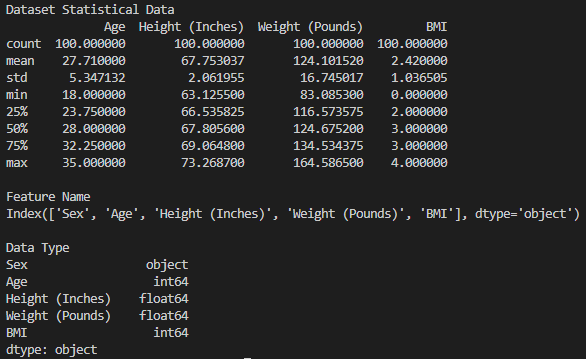 Dataset Statistical Data
Age Height (Inches) Weight (Pounds) BMI
count 100.000000 100.000000 100.000000 100.000000
mean 27.710000 67.753037 124.101520 2.420000
std 5.347132 2.061955 16.745017 1.036505
min 18.000000 63.125500 83.085300 0.000000
25% 23.750000 66.535825 116.573575 2.000000
50% 28.000000 67.805600 124.675200 3.000000
75% 32.250000 69.064800 134.534375 3.000000
max 35.000000 73.268700 164.586500 4.000000
Feature Name
Index(['Sex', 'Age', 'Height (Inches)', 'Weight (Pounds)', 'BMI'], dtype='object')
Data Type
Sex object
Age int64
Height (Inches) float64
Weight (Pounds) float64
BMI int64
dtype: object